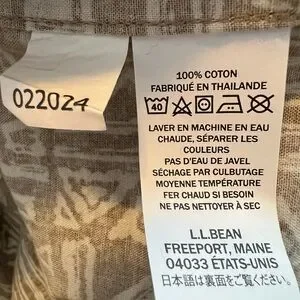 022024
100% COTON
FABRIQUÉ EN THAÏLANDE
40
LAVER EN MACHINE EN EAU
CHAUDE, SÉPARER LES
COULEURS
PAS D'EAU DE JAVEL
SÉCHAGE PAR CULBUTAGE
MOYENNE TEMPÉRATURE
FER CHAUD SI BESOIN
NE PAS NETTOYER À SEC
L.L.BEAN
FREEPORT, MAINE
04033 ÉTATS-UNIS
日本語は裏面をご覧ください。